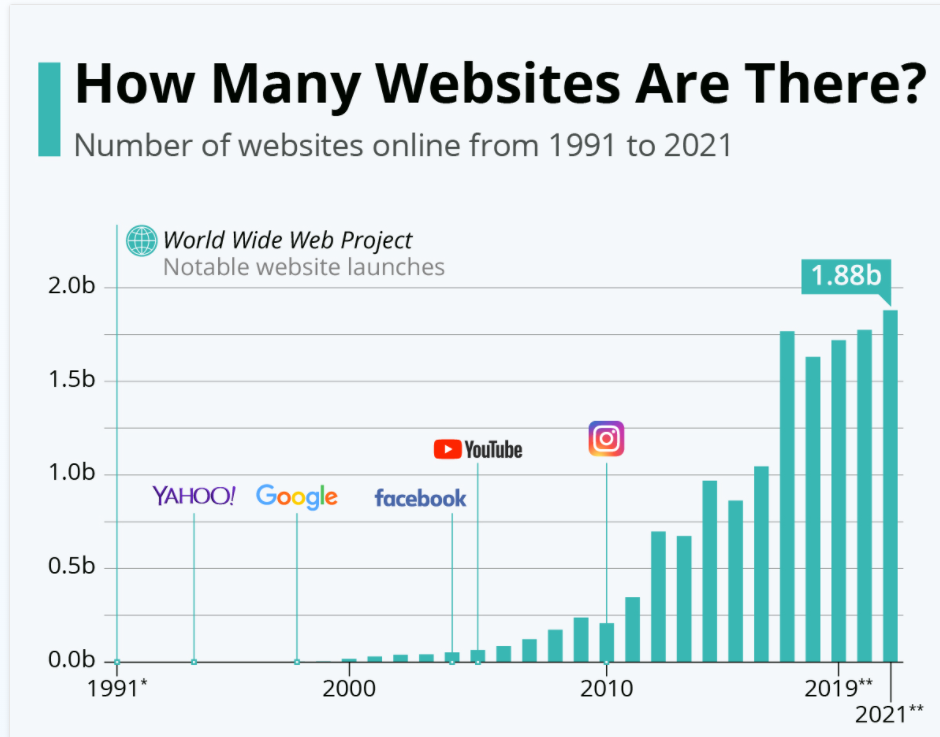 How Many Websites Are There?
Number of websites online from 1991 to 2021
World Wide Web Project
Notable website launches
2.0b
1.88b
1.5b
1.0b
YouTube
YAHOO!
Google
facebook
0.5b
0.0b
1991*
2000
2010
2019**
2021**